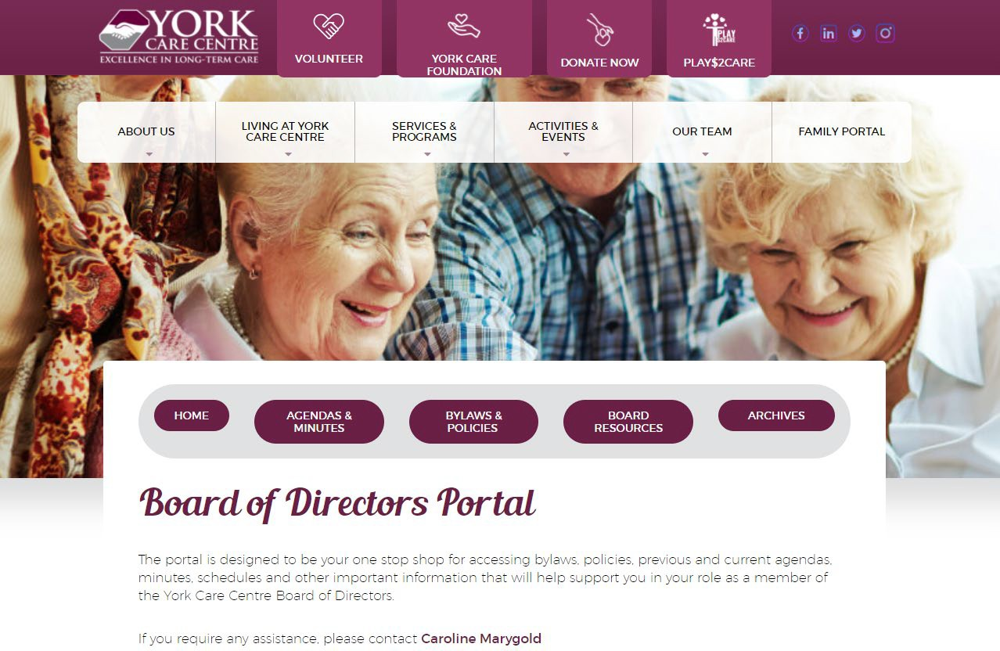 YORK
CARE CENTRE
EXCELLENCE IN LONG-TERM CARE
VOLUNTEER
YORK CARE
FOUNDATION
DONATE NOW
PLAY
$2CARE
PLAY$2CARE
ABOUT US
LIVING AT YORK
CARE CENTRE
SERVICES &
PROGRAMS
ACTIVITIES &
EVENTS
OUR TEAM
FAMILY PORTAL
HOME
AGENDAS &
MINUTES
BYLAWS &
POLICIES
BOARD
RESOURCES
ARCHIVES
Board of Directors Portal
The portal is designed to be your one stop shop for accessing bylaws, policies, previous and current agendas,
minutes, schedules and other important information that will help support you in your role as a member of
the York Care Centre Board of Directors.
If you require any assistance, please contact Caroline Marygold